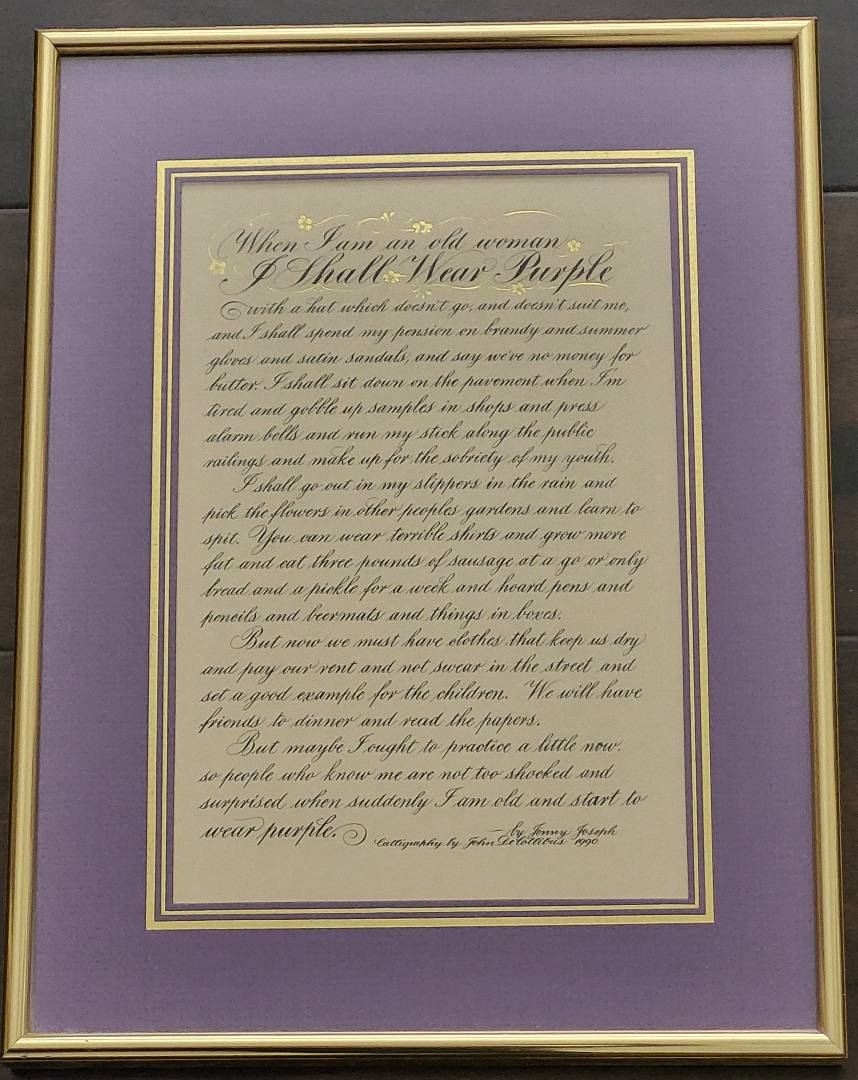 When I am an old woman
I Shall Wear Purple
with a hat which doesn't go, and doesn't suit me,
and I shall spend my pension on brandy and summer
gloves and satin sandals, and say we've no money for
butter. I shall sit down on the pavement when I'm
tired and gobble up samples in shops and press
alarm bells and run my stick along the public
railings and make up for the sobriety of my youth.
I shall go out in my slippers in the rain and
pick the flowers in other peoples gardens and learn to
spit. You can wear terrible shirts and grow more
fat and eat three pounds of sausage at a go or only
bread and a pickle for a week and hoard pens and
pencils and beermats and things in boxes.
But now we must have clothes that keep us dry
and pay our rent and not swear in the street and
set a good example for the children. We will have
friends to dinner and read the papers.
But maybe I ought to practice a little now.
so people who know me are not too shocked and
surprised when suddenly I am old and start to
wear purple.
— by Jenny Joseph
Calligraphy by John DeCollibus 1990